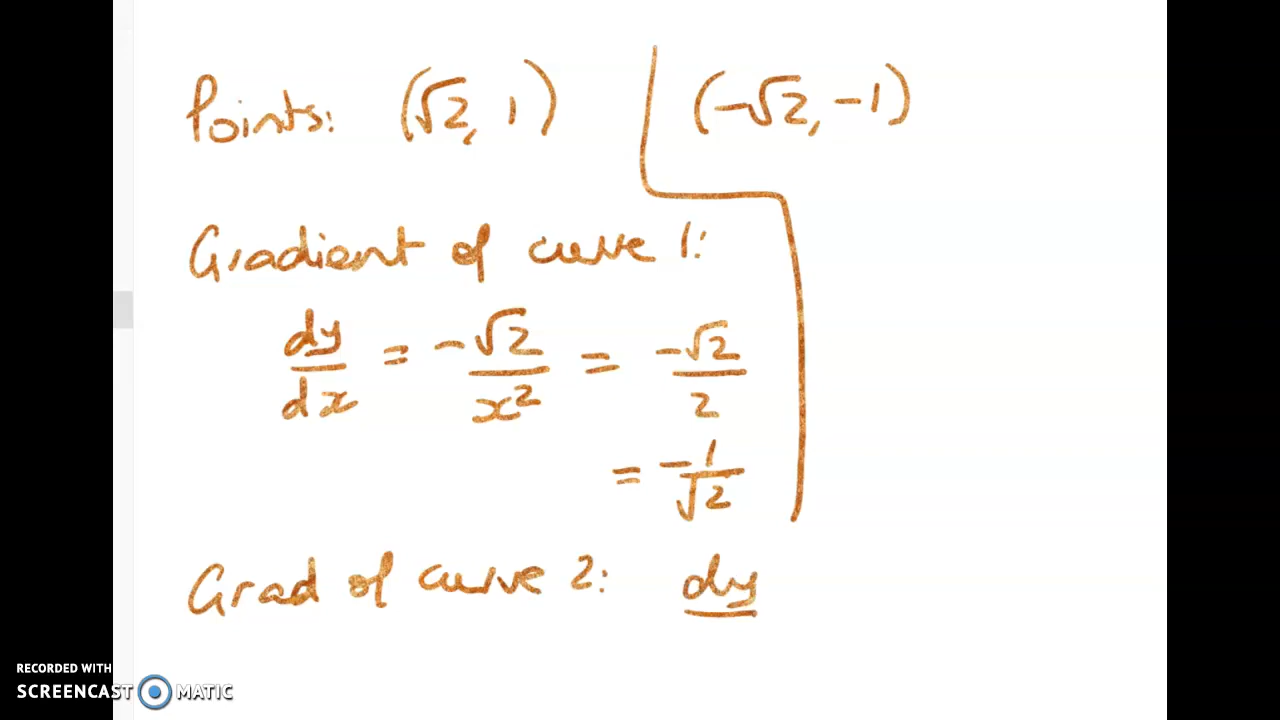 Points: (√2, 1) (-√2, -1)
Gradient of curve 1:
dy/dx = -√2/x² = -√2/2
= -1/√2
Grad of curve 2: dy
RECORDED WITH
SCREENCAST MATIC